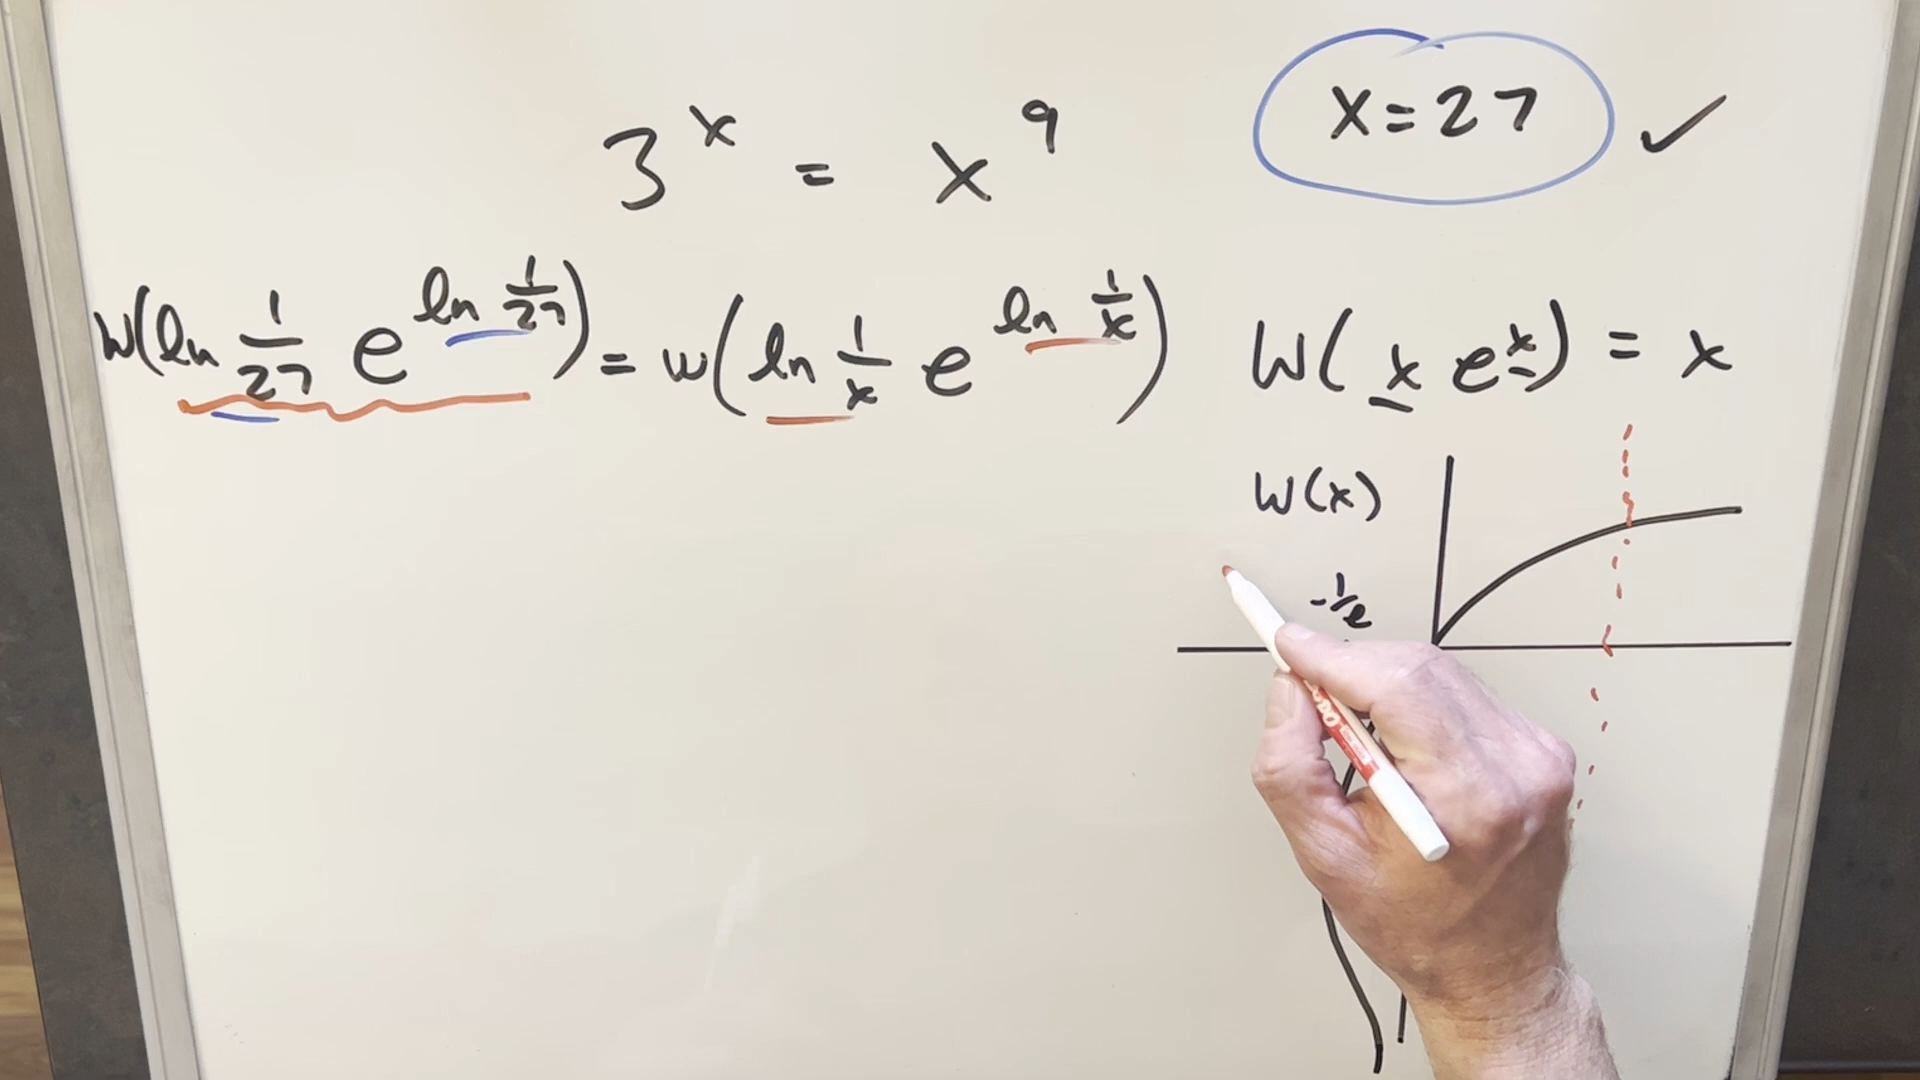 3^x = x^9
x = 27 ✓
W(ln 1/27 e^(ln 1/27)) = W(ln 1/x e^(ln 1/x))
W(x e^x) = x
W(x)
-1/e